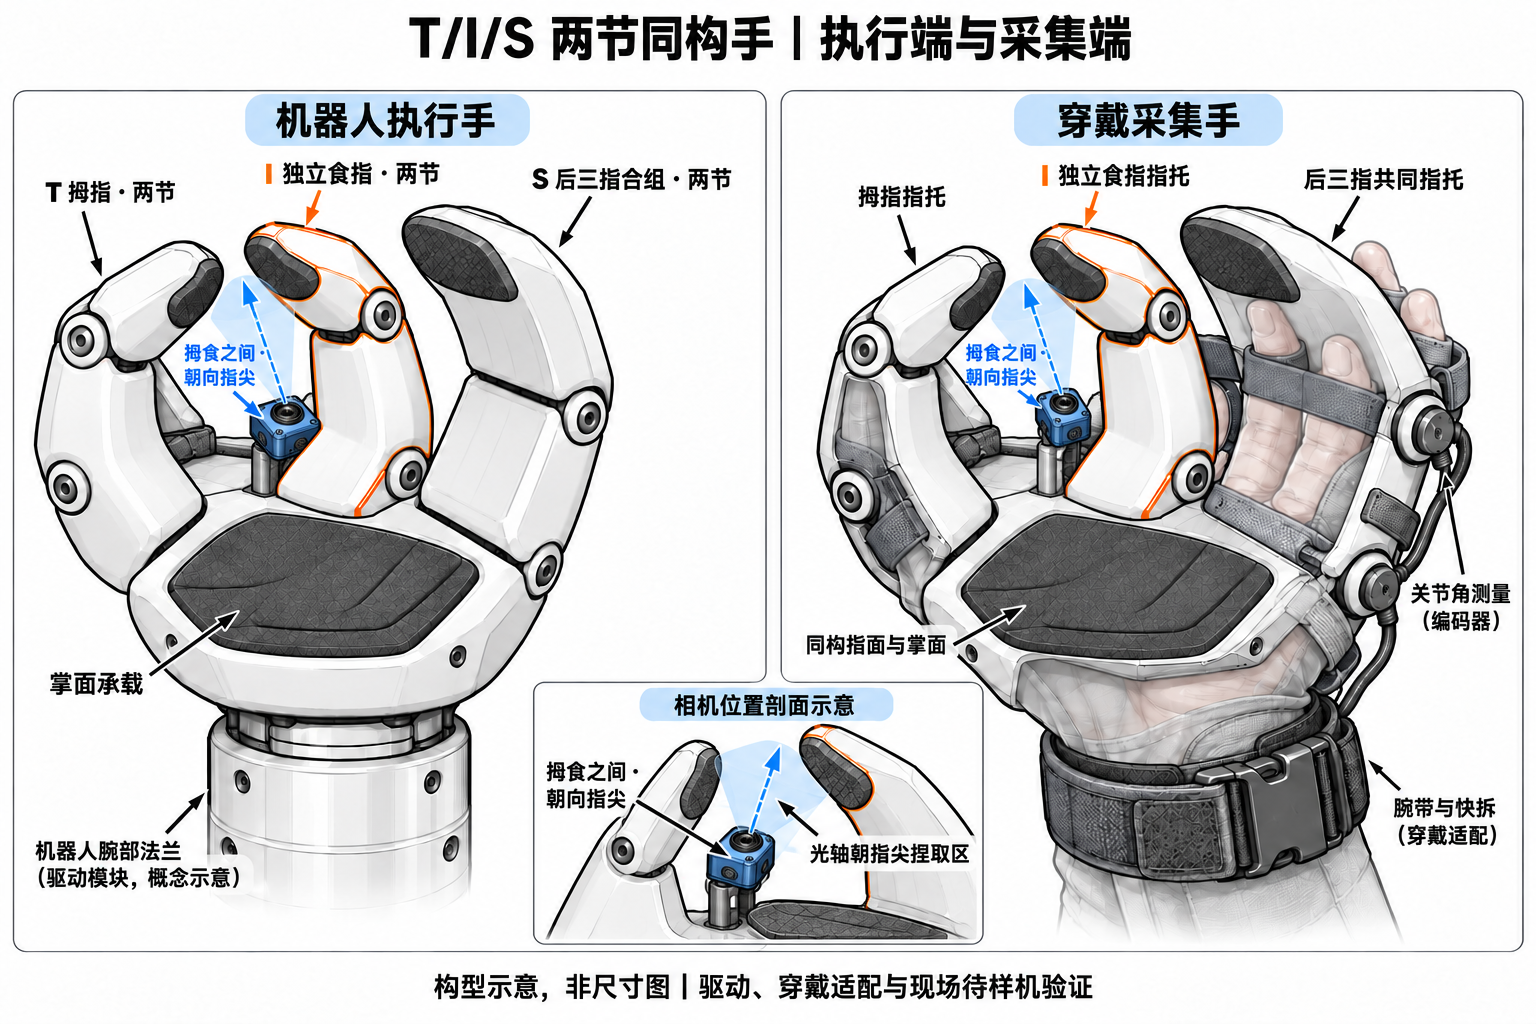 T/I/S 两节同构手 | 执行端与采集端
机器人执行手
T 拇指·两节
I 独立食指·两节
S 后三指合组·两节
拇食之间·
朝向指尖
掌面承载
机器人腕部法兰
（驱动模块，概念示意）
穿戴采集手
拇指指托
I 独立食指指托
后三指共同指托
拇食之间·
朝向指尖
同构指面与掌面
关节角测量
（编码器）
腕带与快拆
（穿戴适配）
相机位置剖面示意
拇食之间·
朝向指尖
光轴朝指尖捏取区
构型示意，非尺寸图 | 驱动、穿戴适配与现场待样机验证